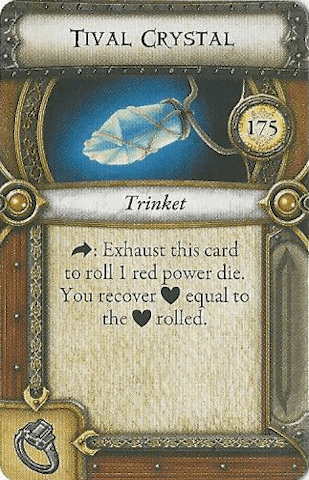 TIVAL CRYSTAL
175
Trinket
: Exhaust this card
to roll 1 red power die.
You recover ♥ equal to
the ♥ rolled.